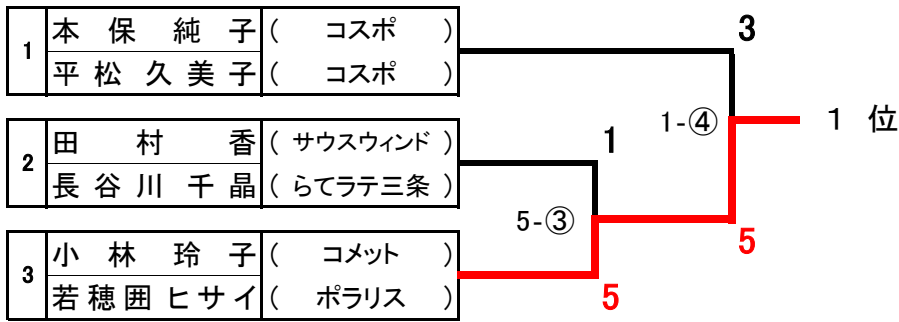 1 本保 純子 ( コスポ )
平松 久美子 ( コスポ )
3
1-④
1 位
2 田村 香 ( サウスウィンド )
長谷川 千晶 ( らてラテ三条 )
1
5-③
5
3 小林 玲子 ( コメット )
若穂囲 ヒサイ ( ポラリス )
5